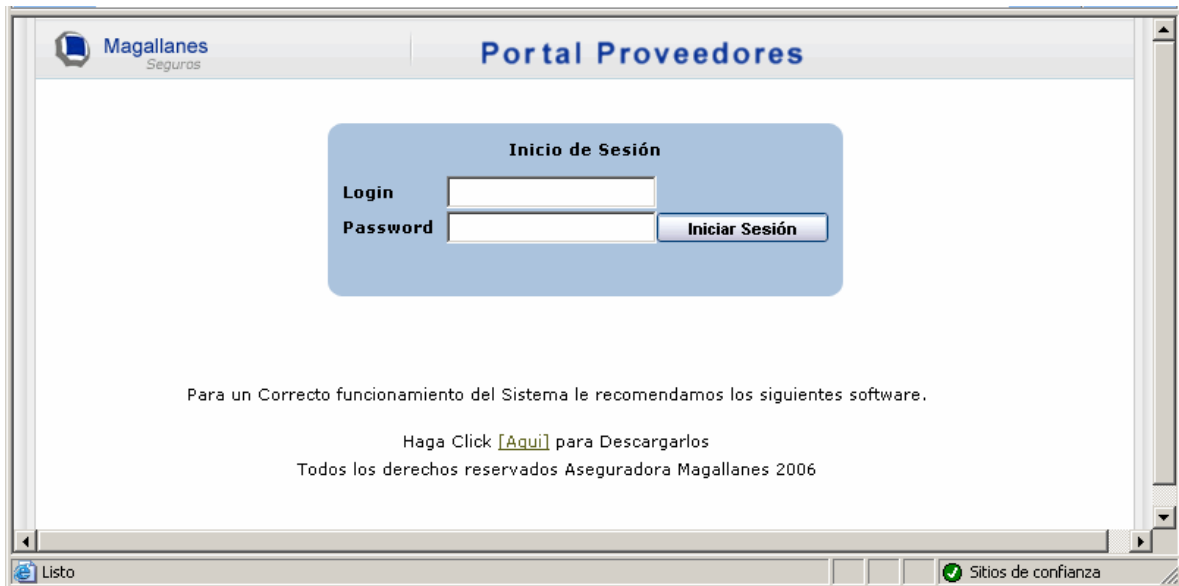 Magallanes
Seguros
Portal Proveedores
Inicio de Sesión
Login
Password
Iniciar Sesión
Para un Correcto funcionamiento del Sistema le recomendamos los siguientes software.
Haga Click [Aqui] para Descargarlos
Todos los derechos reservados Aseguradora Magallanes 2006
Listo
Sitios de confianza